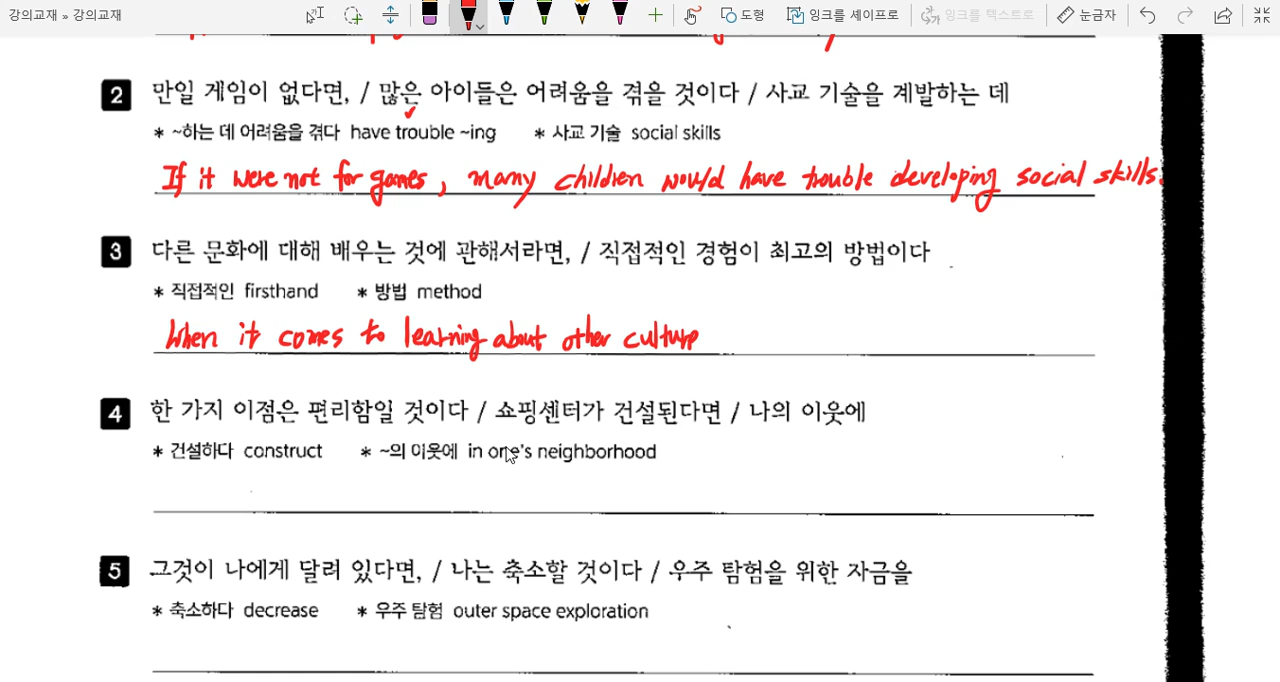 강의교재 » 강의교재
도형 잉크를 셰이프로 잉크를 텍스트로 눈금자
2 만일 게임이 없다면, / 많은 아이들은 어려움을 겪을 것이다 / 사교 기술을 계발하는 데
* ~하는 데 어려움을 겪다 have trouble ~ing * 사교 기술 social skills
If it were not for games, many children would have trouble developing social skills.
3 다른 문화에 대해 배우는 것에 관해서라면, / 직접적인 경험이 최고의 방법이다
* 직접적인 firsthand * 방법 method
When it comes to learning about other culture
4 한 가지 이점은 편리함일 것이다 / 쇼핑센터가 건설된다면 / 나의 이웃에
* 건설하다 construct * ~의 이웃에 in one's neighborhood
5 그것이 나에게 달려 있다면, / 나는 축소할 것이다 / 우주 탐험을 위한 자금을
* 축소하다 decrease * 우주 탐험 outer space exploration